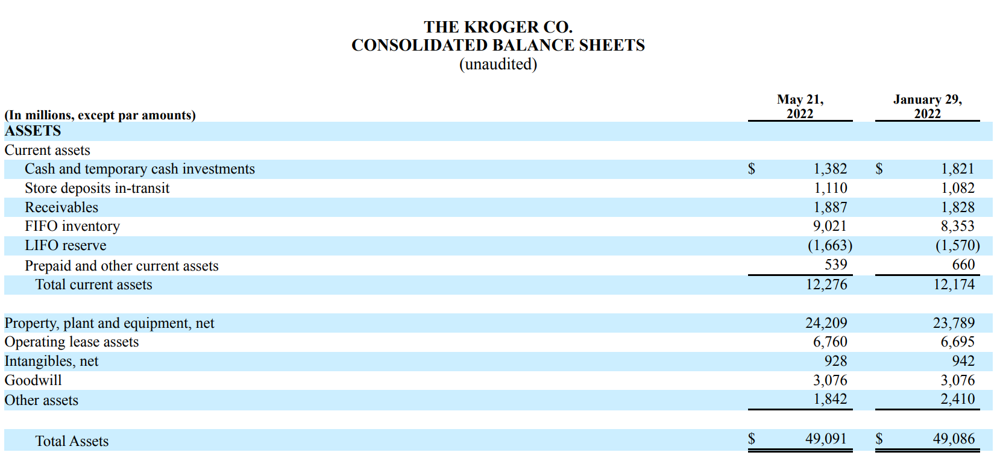 THE KROGER CO.
CONSOLIDATED BALANCE SHEETS
(unaudited)
May 21, January 29,
(In millions, except par amounts) 2022 2022
ASSETS
Current assets
Cash and temporary cash investments $ 1,382 $ 1,821
Store deposits in-transit 1,110 1,082
Receivables 1,887 1,828
FIFO inventory 9,021 8,353
LIFO reserve (1,663) (1,570)
Prepaid and other current assets 539 660
Total current assets 12,276 12,174
Property, plant and equipment, net 24,209 23,789
Operating lease assets 6,760 6,695
Intangibles, net 928 942
Goodwill 3,076 3,076
Other assets 1,842 2,410
Total Assets $ 49,091 $ 49,086